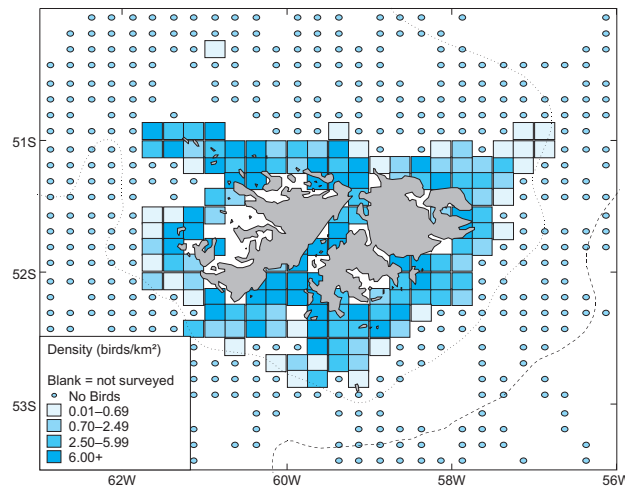 51S
52S
53S
Density (birds/km²)
Blank = not surveyed
No Birds
0.01–0.69
0.70–2.49
2.50–5.99
6.00+
62W 60W 58W 56W